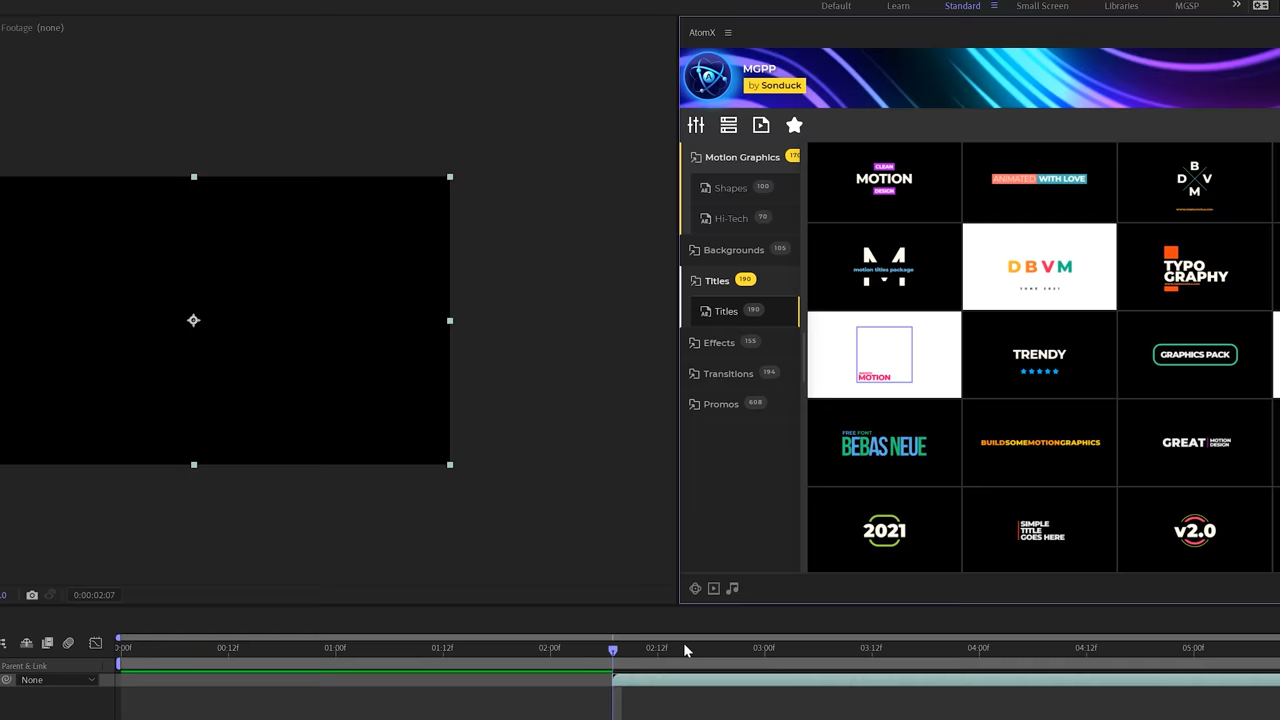 Default Learn Standard Small Screen Libraries MGSP
Footage (none)
AtomX
MGPP
by Sonduck
Motion Graphics
Shapes 100
Hi-Tech 70
Backgrounds 105
Titles 190
Titles 190
Effects 155
Transitions 194
Promos 608
CLEAN
MOTION
DESIGN
ANIMATED WITH LOVE
B
D V
M
M
motion titles package
DBVM
JUNE 2021
TYPO
GRAPHY
MOTION
TRENDY
GRAPHICS PACK
FREE FONT
BEBAS NEUE
BUILDSOMEMOTIONGRAPHICS
GREAT MOTION
DESIGN
2021
SIMPLE
TITLE
GOES HERE
v2.0
0:00:02:07
00:12f 01:00f 01:12f 02:00f 02:12f 03:00f 03:12f 04:00f 04:12f 05:00f
Parent & Link
None